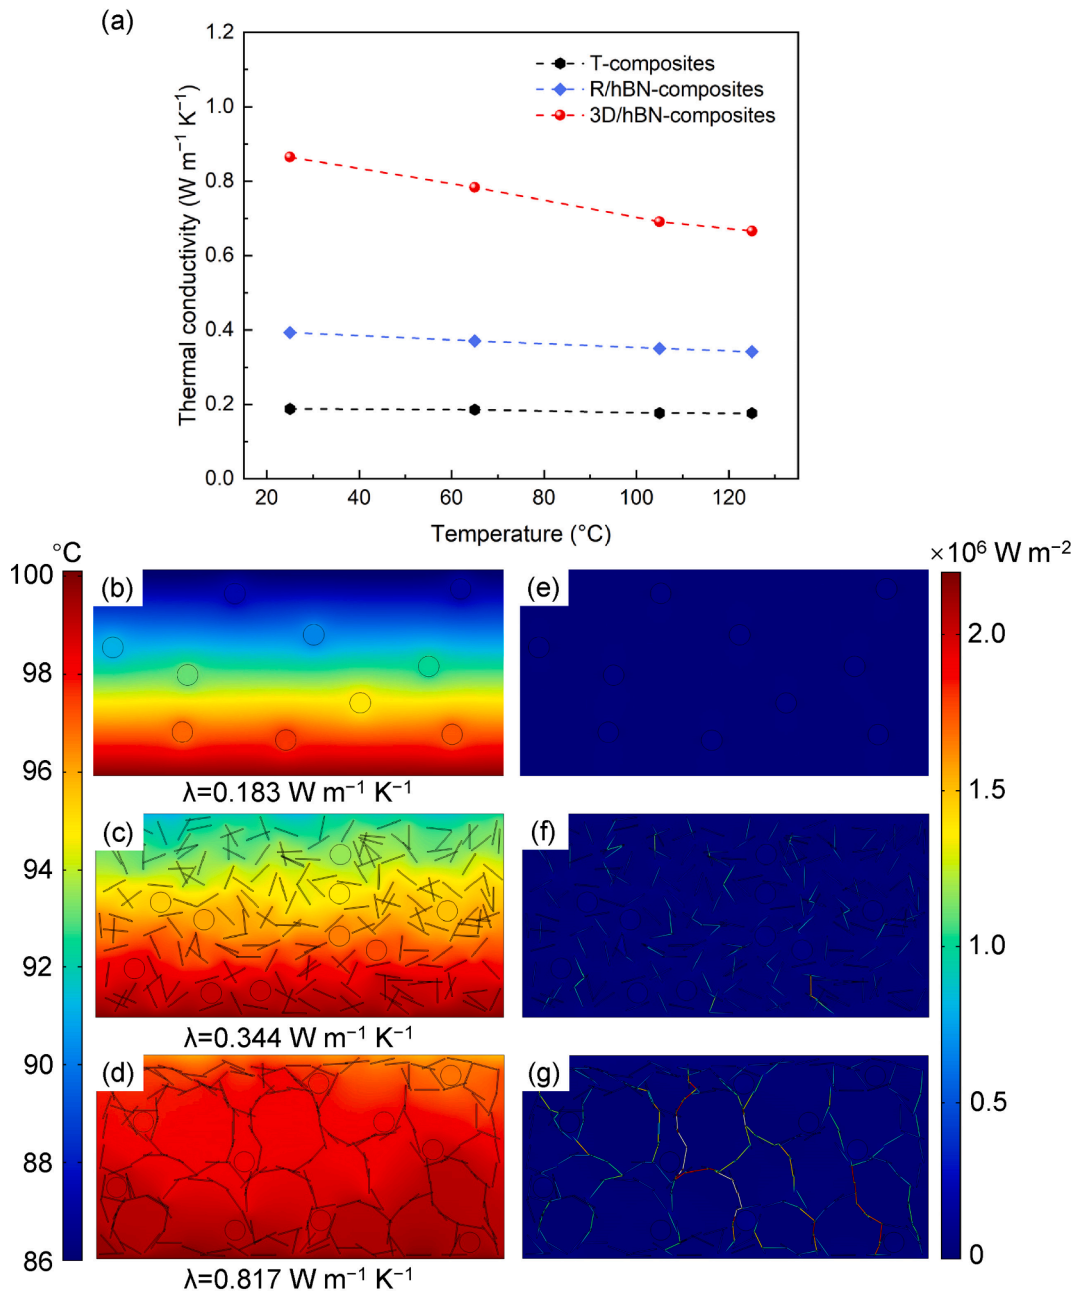 (a)
1.2
1.0
0.8
0.6
0.4
0.2
0.0
Thermal conductivity (W m⁻¹ K⁻¹)
T-composites
R/hBN-composites
3D/hBN-composites
20 40 60 80 100 120
Temperature (°C)
°C
100
98
96
94
92
90
88
86
(b)
λ=0.183 W m⁻¹ K⁻¹
(c)
λ=0.344 W m⁻¹ K⁻¹
(d)
λ=0.817 W m⁻¹ K⁻¹
(e)
(f)
(g)
×10⁶ W m⁻²
2.0
1.5
1.0
0.5
0